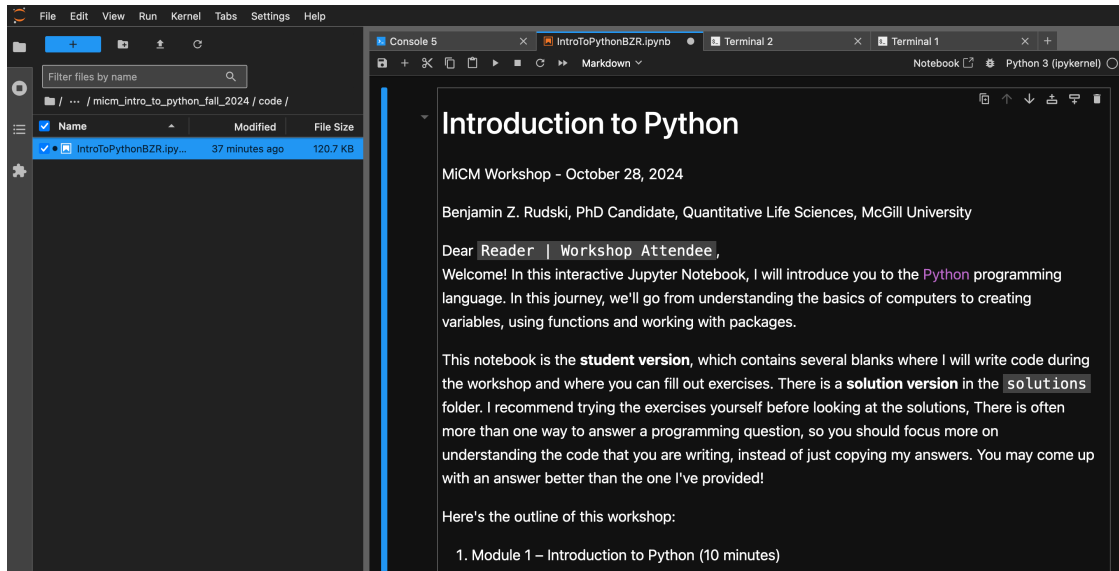 File Edit View Run Kernel Tabs Settings Help
+
Filter files by name
/ ··· / micm_intro_to_python_fall_2024 / code /
Name Modified File Size
IntroToPythonBZR.ipy... 37 minutes ago 120.7 KB
Console 5 IntroToPythonBZR.ipynb Terminal 2 Terminal 1 +
Markdown Notebook Python 3 (ipykernel)
Introduction to Python
MiCM Workshop - October 28, 2024
Benjamin Z. Rudski, PhD Candidate, Quantitative Life Sciences, McGill University
Dear Reader | Workshop Attendee,
Welcome! In this interactive Jupyter Notebook, I will introduce you to the Python programming
language. In this journey, we'll go from understanding the basics of computers to creating
variables, using functions and working with packages.
This notebook is the student version, which contains several blanks where I will write code during
the workshop and where you can fill out exercises. There is a solution version in the solutions
folder. I recommend trying the exercises yourself before looking at the solutions, There is often
more than one way to answer a programming question, so you should focus more on
understanding the code that you are writing, instead of just copying my answers. You may come up
with an answer better than the one I've provided!
Here's the outline of this workshop:
1. Module 1 – Introduction to Python (10 minutes)